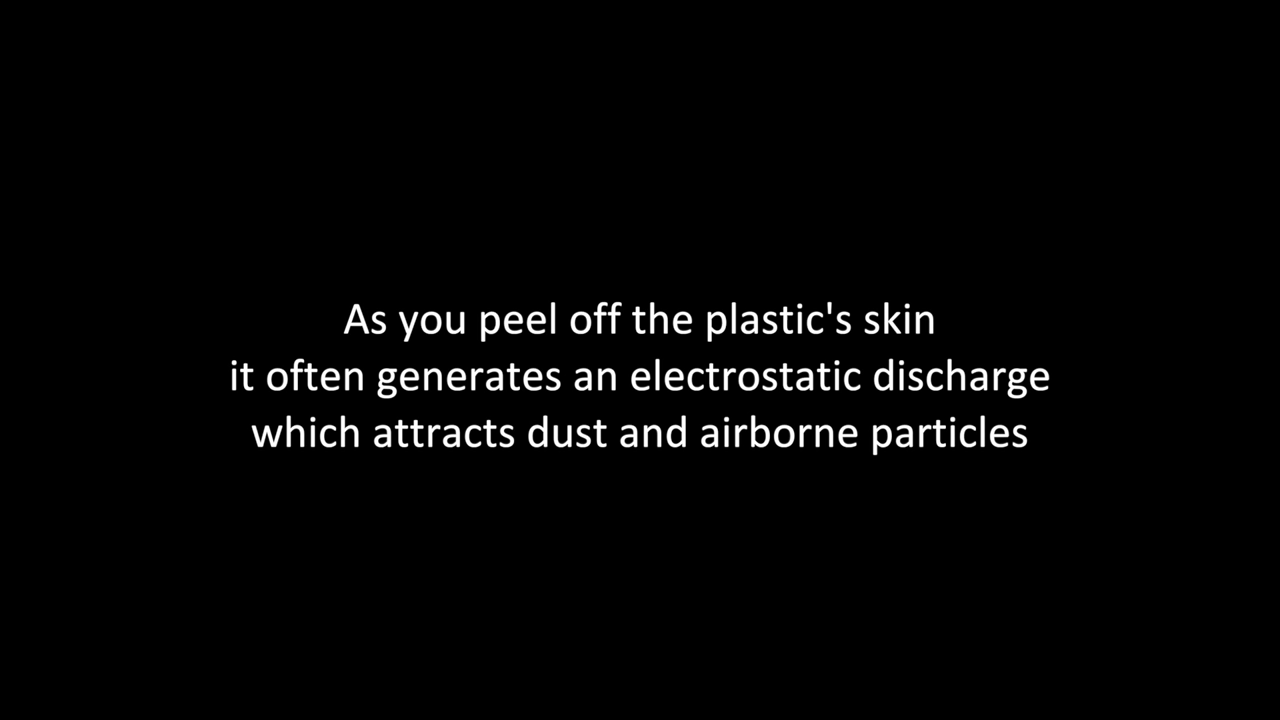 As you peel off the plastic's skin
it often generates an electrostatic discharge
which attracts dust and airborne particles